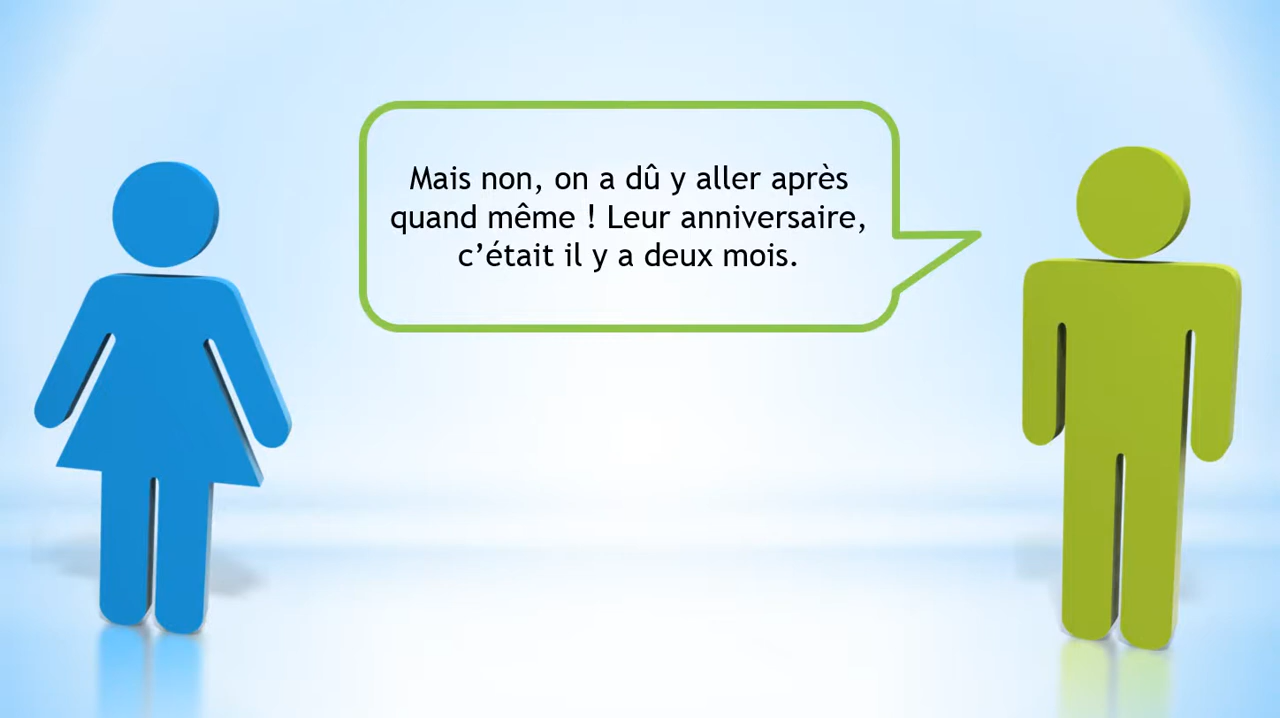 Mais non, on a dû y aller après
quand même ! Leur anniversaire,
c’était il y a deux mois.